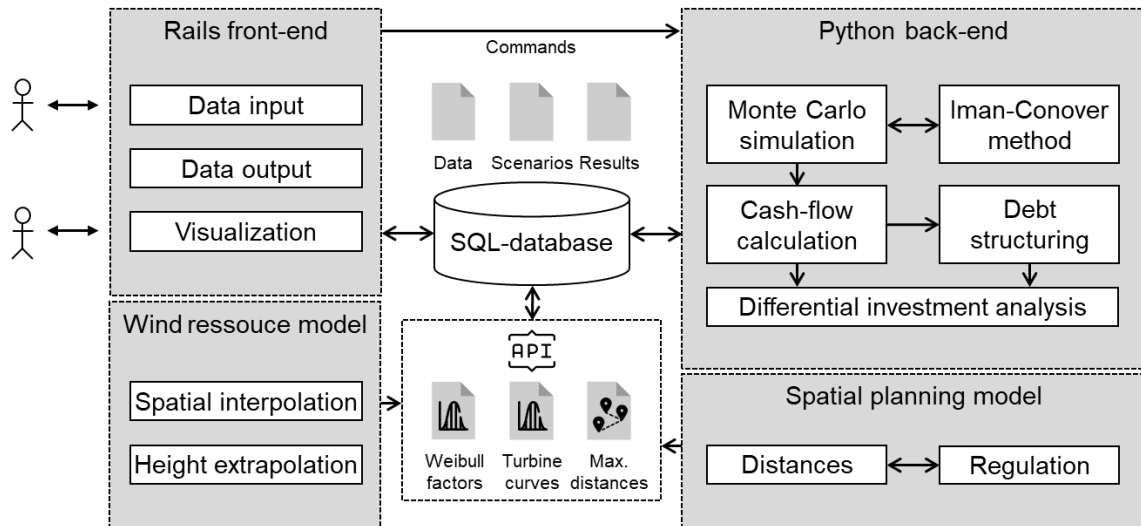 Rails front-end
Data input
Data output
Visualization
Commands
Data
Scenarios
Results
SQL-database
Python back-end
Monte Carlo
simulation
Iman-Conover
method
Cash-flow
calculation
Debt
structuring
Differential investment analysis
Wind ressouce model
Spatial interpolation
Height extrapolation
API
Weibull
factors
Turbine
curves
Max.
distances
Spatial planning model
Distances
Regulation